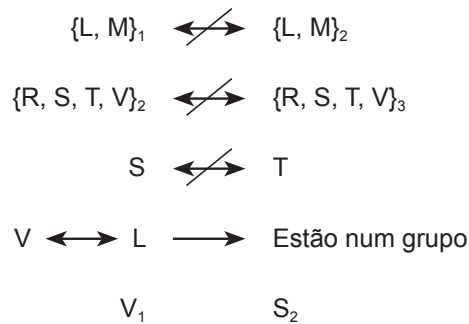 {L, M}₁ {L, M}₂
{R, S, T, V}₂ {R, S, T, V}₃
S T
V L Estão num grupo
V₁ S₂